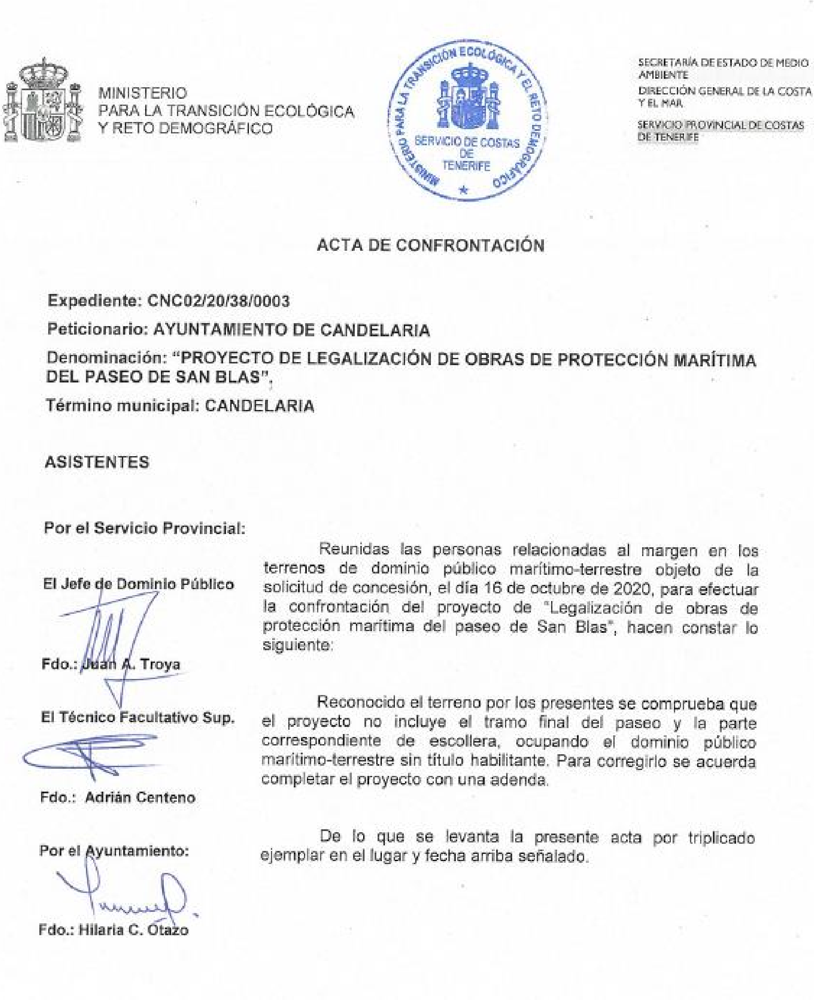 MINISTERIO
PARA LA TRANSICIÓN ECOLÓGICA
Y RETO DEMOGRÁFICO
MINISTERIO PARA LA TRANSICIÓN ECOLÓGICA Y EL RETO DEMOGRÁFICO
SERVICIO DE COSTAS
DE
TENERIFE
SECRETARÍA DE ESTADO DE MEDIO
AMBIENTE
DIRECCIÓN GENERAL DE LA COSTA
Y EL MAR
SERVICIO PROVINCIAL DE COSTAS
DE TENERIFE
ACTA DE CONFRONTACIÓN
Expediente: CNC02/20/38/0003
Peticionario: AYUNTAMIENTO DE CANDELARIA
Denominación: “PROYECTO DE LEGALIZACIÓN DE OBRAS DE PROTECCIÓN MARÍTIMA
DEL PASEO DE SAN BLAS”,
Término municipal: CANDELARIA
ASISTENTES
Por el Servicio Provincial:
El Jefe de Dominio Público
Fdo.: Juan A. Troya
El Técnico Facultativo Sup.
Fdo.: Adrián Centeno
Por el Ayuntamiento:
Fdo.: Hilaria C. Otazo
Reunidas las personas relacionadas al margen en los
terrenos de dominio público marítimo-terrestre objeto de la
solicitud de concesión, el día 16 de octubre de 2020, para efectuar
la confrontación del proyecto de "Legalización de obras de
protección marítima del paseo de San Blas", hacen constar lo
siguiente:
Reconocido el terreno por los presentes se comprueba que
el proyecto no incluye el tramo final del paseo y la parte
correspondiente de escollera, ocupando el dominio público
marítimo-terrestre sin título habilitante. Para corregirlo se acuerda
completar el proyecto con una adenda.
De lo que se levanta la presente acta por triplicado
ejemplar en el lugar y fecha arriba señalado.